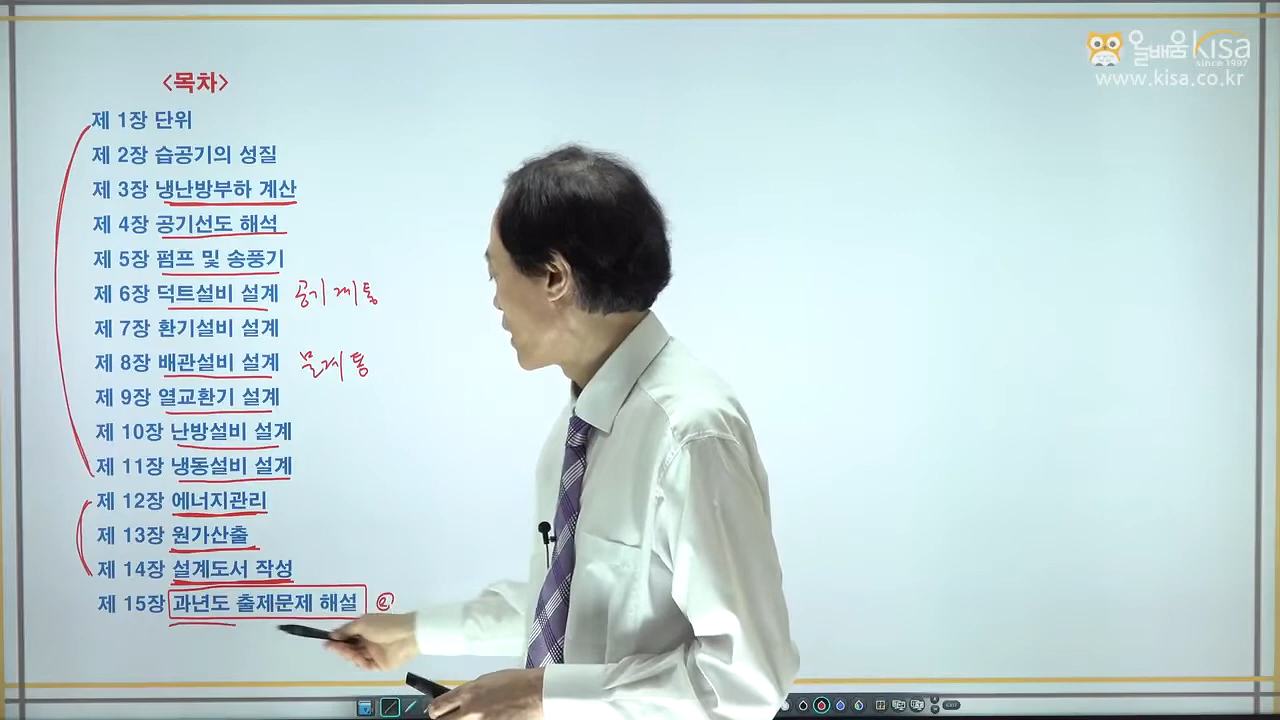 올배움 kisa
since 1997
www.kisa.co.kr
<목차>
제 1장 단위
제 2장 습공기의 성질
제 3장 냉난방부하 계산
제 4장 공기선도 해석
제 5장 펌프 및 송풍기
제 6장 덕트설비 설계 공기 계통
제 7장 환기설비 설계
제 8장 배관설비 설계 물계통
제 9장 열교환기 설계
제 10장 난방설비 설계
제 11장 냉동설비 설계
제 12장 에너지관리
제 13장 원가산출
제 14장 설계도서 작성
제 15장 과년도 출제문제 해설